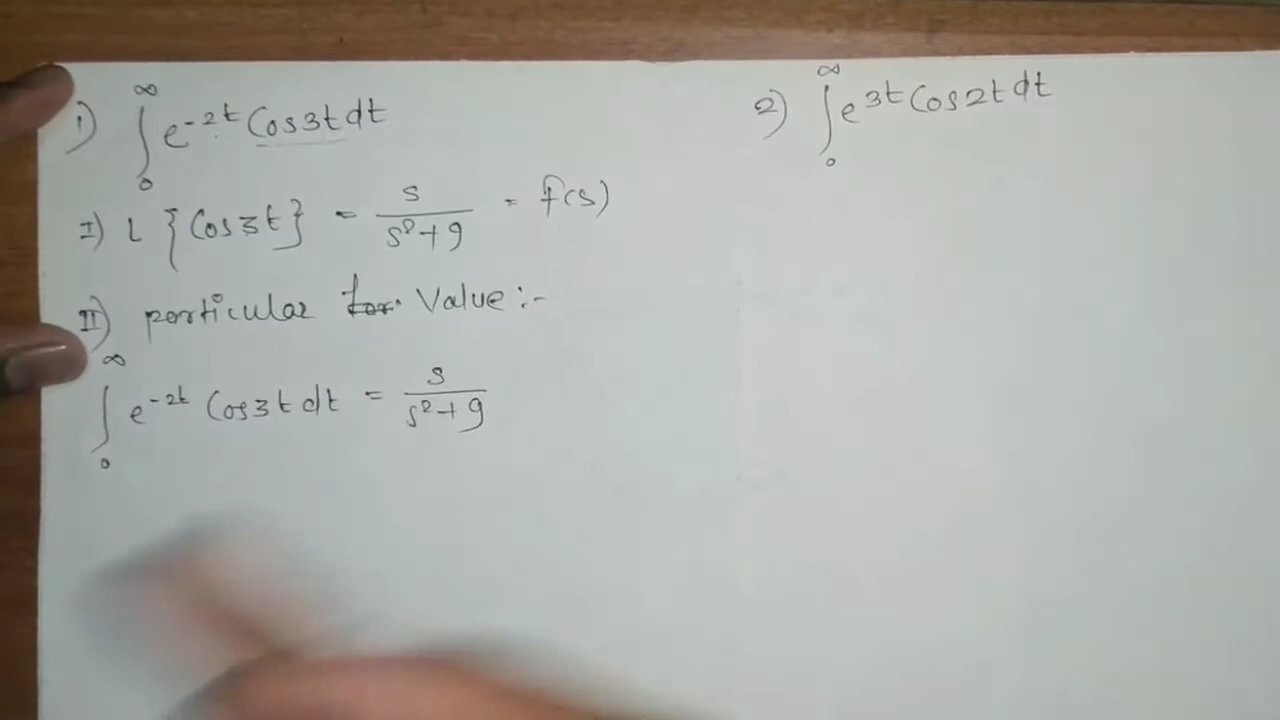 1) ∫₀^∞ e^-2t Cos3t dt
I) L {Cos3t} = s/(s²+9) = f(s)
II) particular for Value:-
∫₀^∞ e^-2t Cos3t dt = s/(s²+9)
2) ∫₀^∞ e^3t Cos2t dt